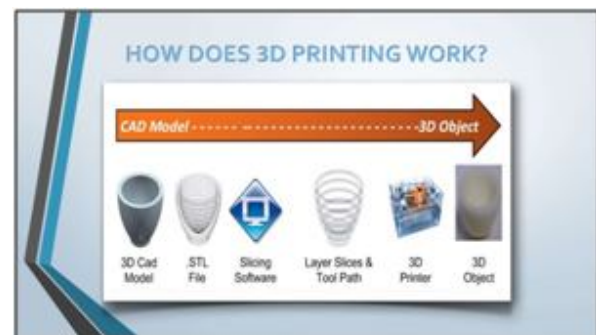 HOW DOES 3D PRINTING WORK?
CAD Model - - - - - - -- - - - - - - - - - - - - - - - - - - - - - -3D Object
3D Cad Model
.STL File
Slicing Software
Layer Slices & Tool Path
3D Printer
3D Object